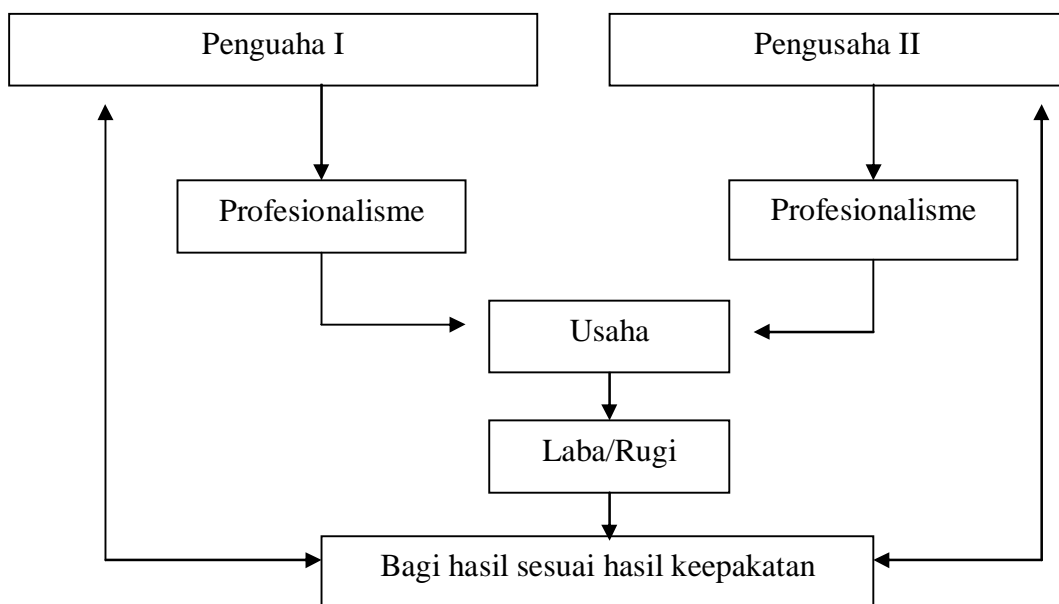 Penguaha I
Pengusaha II
Profesionalisme
Profesionalisme
Usaha
Laba/Rugi
Bagi hasil sesuai hasil keepakatan